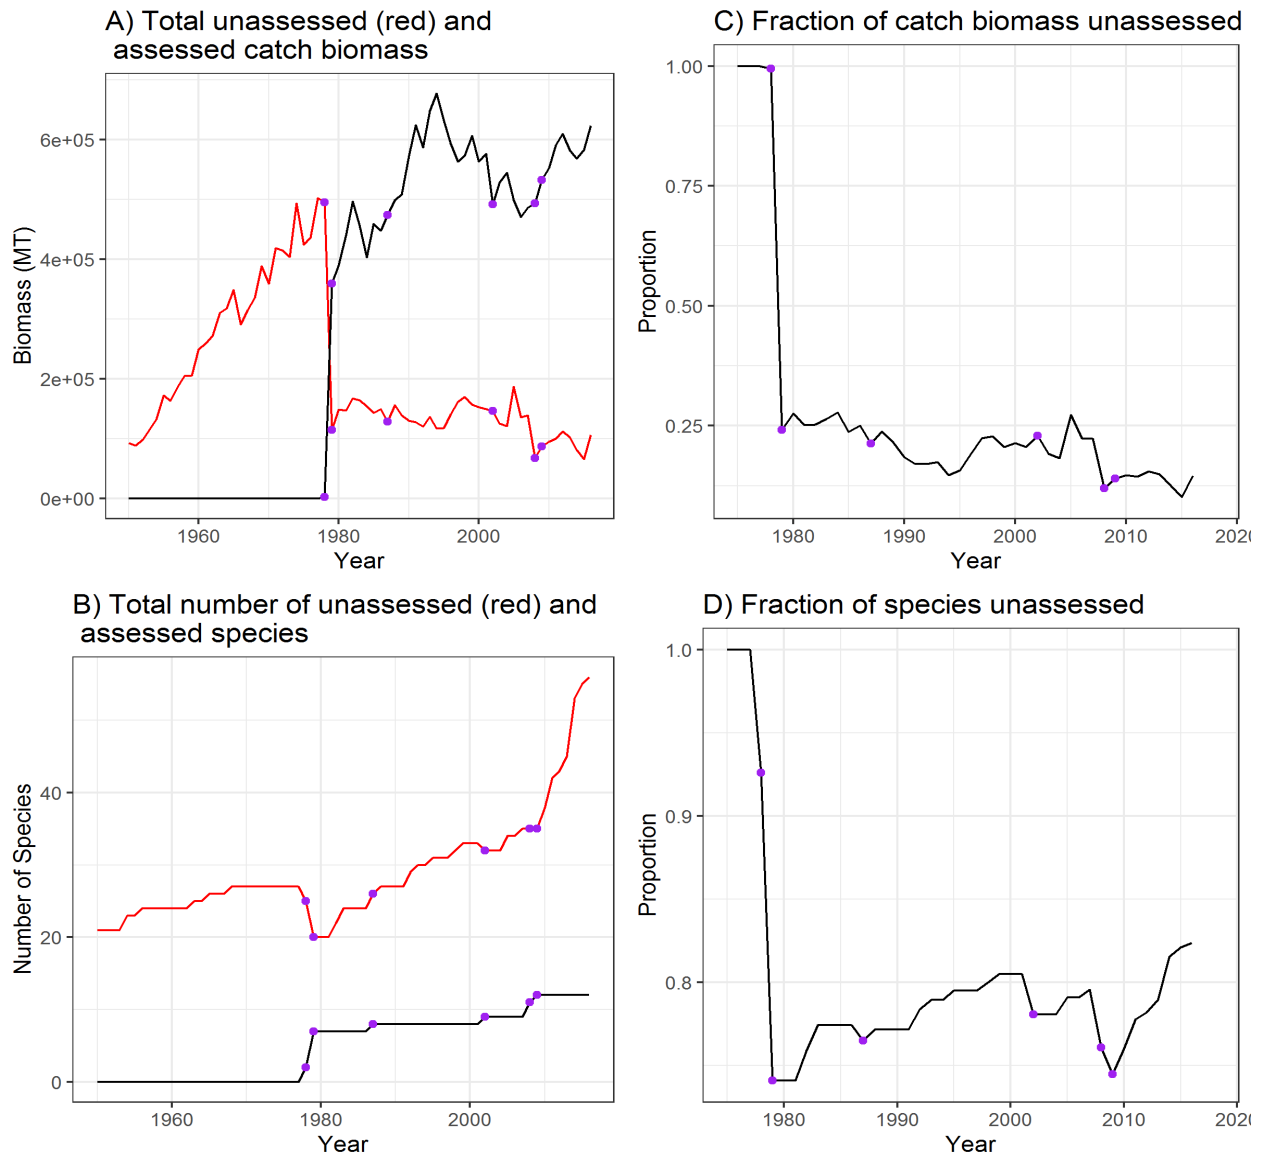 A) Total unassessed (red) and
assessed catch biomass
6e+05
4e+05
2e+05
0e+00
Biomass (MT)
1960
1980
2000
Year
C) Fraction of catch biomass unassessed
1.00
0.75
0.50
0.25
Proportion
1980
1990
2000
2010
202
Year
B) Total number of unassessed (red) and
assessed species
40
20
0
Number of Species
1960
1980
2000
Year
D) Fraction of species unassessed
1.0
0.9
0.8
Proportion
1980
1990
2000
2010
202
Year